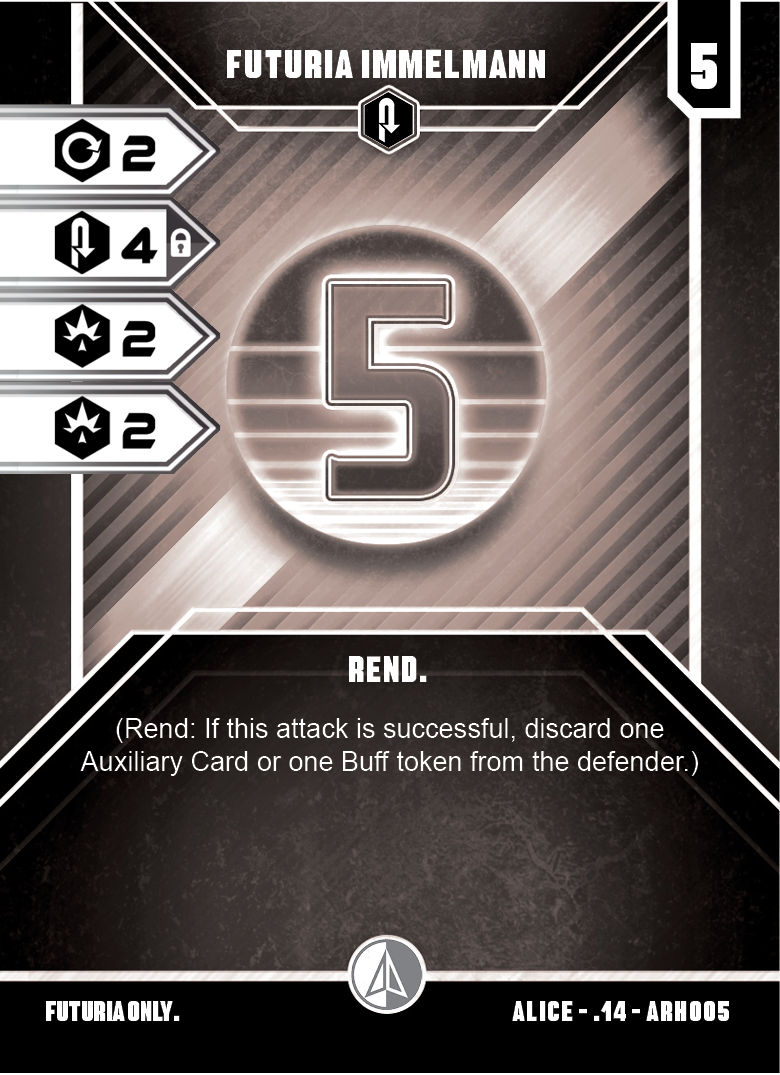 FUTURIA IMMELMANN
5
2
4
2
2
5
REND.
(Rend: If this attack is successful, discard one
Auxiliary Card or one Buff token from the defender.)
FUTURIA ONLY.
ALICE - .14 - ARH005